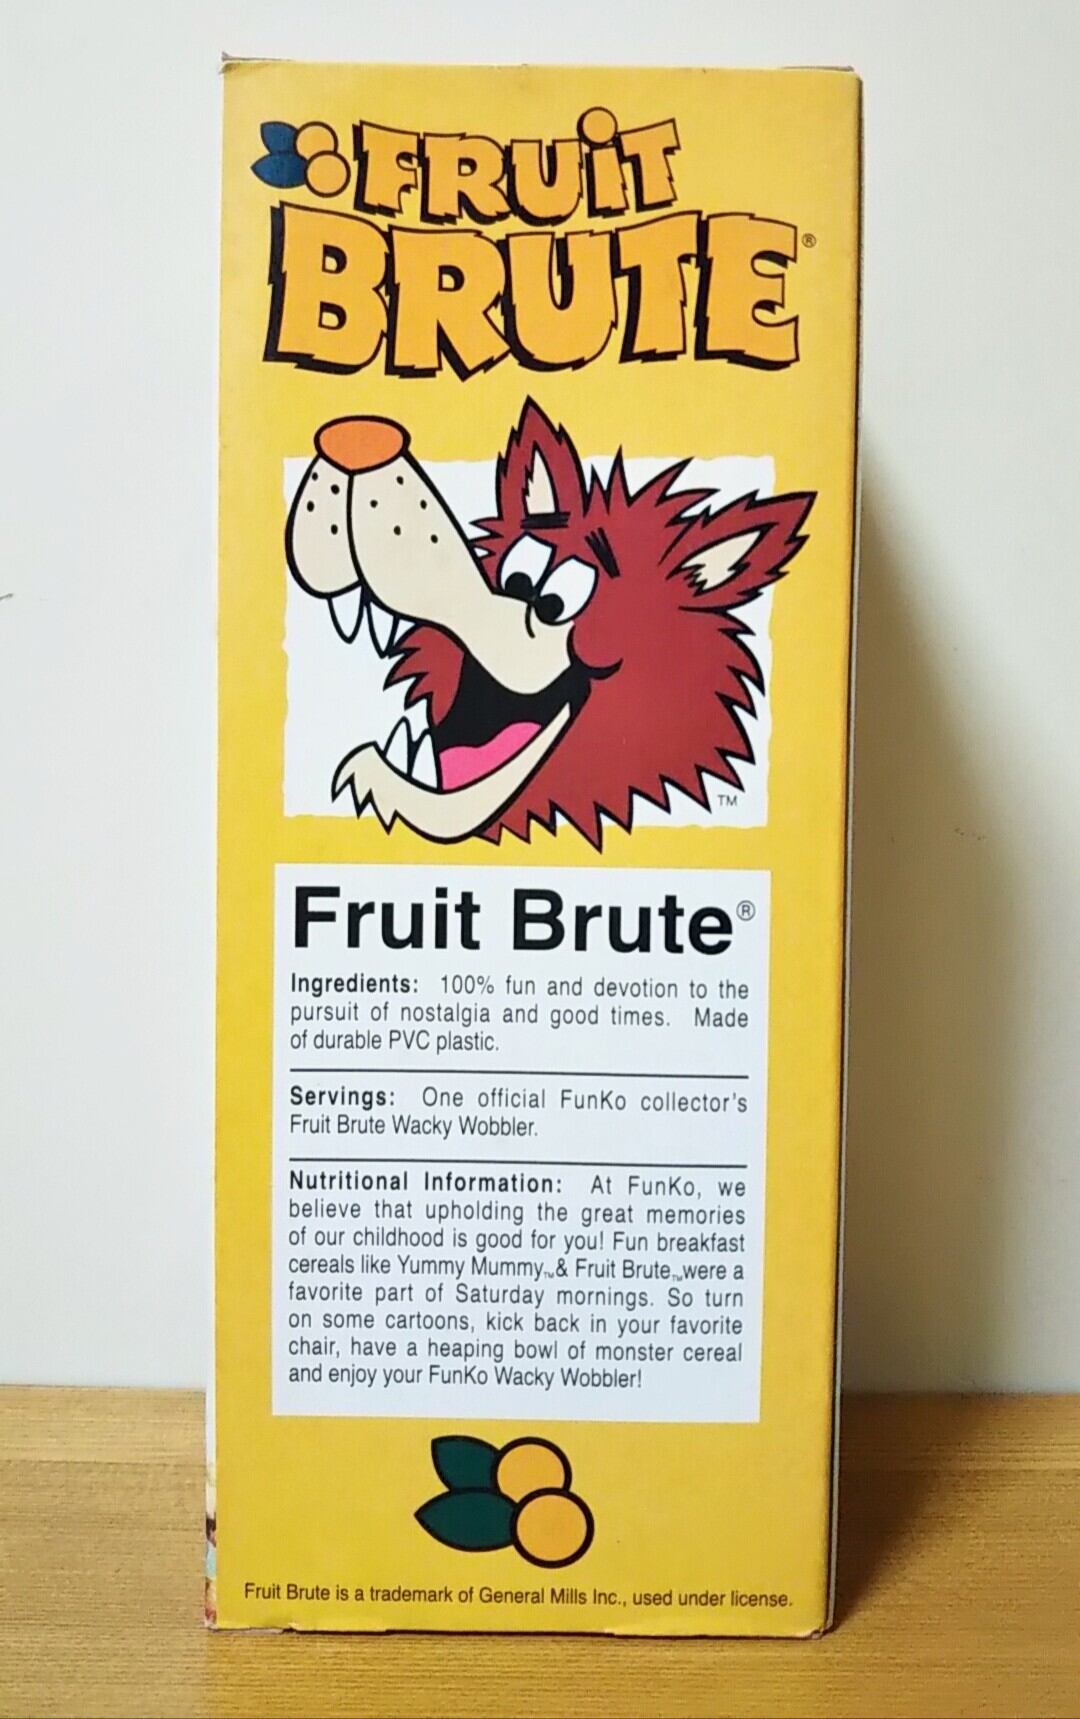 FRUiT
BRUTE®
TM
Fruit Brute®
Ingredients: 100% fun and devotion to the
pursuit of nostalgia and good times. Made
of durable PVC plastic.
Servings: One official FunKo collector's
Fruit Brute Wacky Wobbler.
Nutritional Information: At FunKo, we
believe that upholding the great memories
of our childhood is good for you! Fun breakfast
cereals like Yummy Mummy™ & Fruit Brute™ were a
favorite part of Saturday mornings. So turn
on some cartoons, kick back in your favorite
chair, have a heaping bowl of monster cereal
and enjoy your FunKo Wacky Wobbler!
Fruit Brute is a trademark of General Mills Inc., used under license.